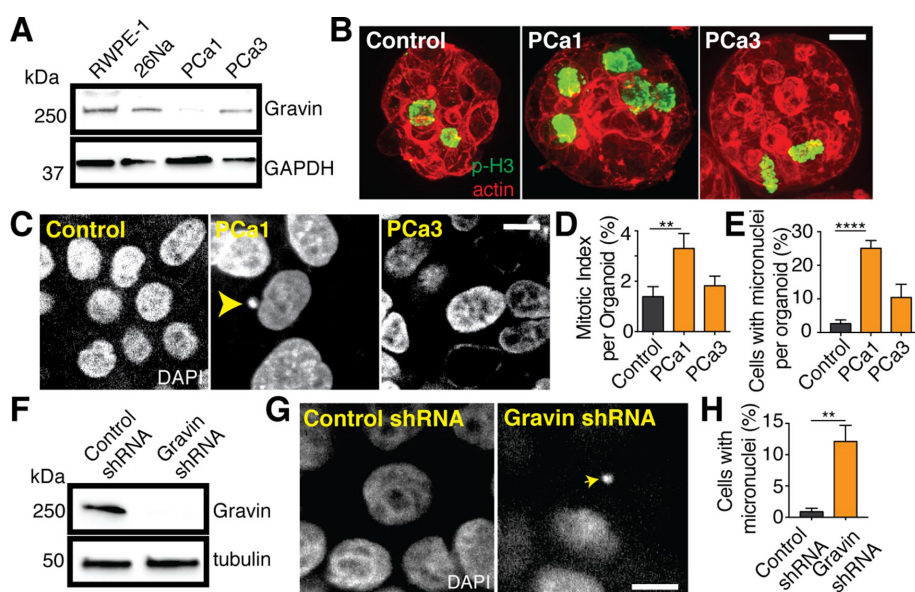 A
RWPE-1
26Na
PCa1
PCa3
kDa
250
Gravin
37
GAPDH
B
Control
PCa1
PCa3
p-H3
actin
C
Control
PCa1
PCa3
DAPI
D
Mitotic Index
per Organoid (%)
6
4
2
0
**
Control
PCa1
PCa3
E
Cells with micronuclei
per organoid (%)
30
20
10
0
****
Control
PCa1
PCa3
F
Control
shRNA
Gravin
shRNA
kDa
250
Gravin
50
tubulin
G
Control shRNA
Gravin shRNA
DAPI
H
Cells with
micronuclei (%)
15
10
5
0
**
Control
shRNA
Gravin
shRNA